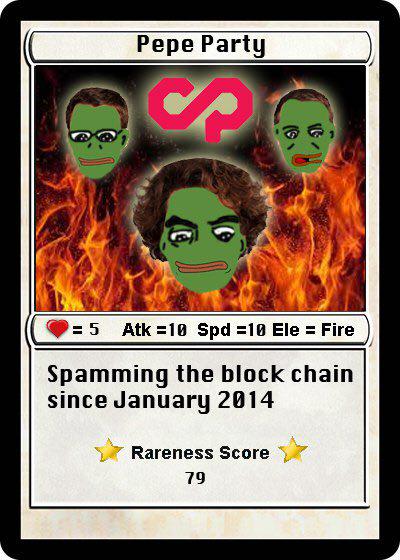 Pepe Party
= 5 Atk =10 Spd =10 Ele = Fire
Spamming the block chain
since January 2014
Rareness Score
79